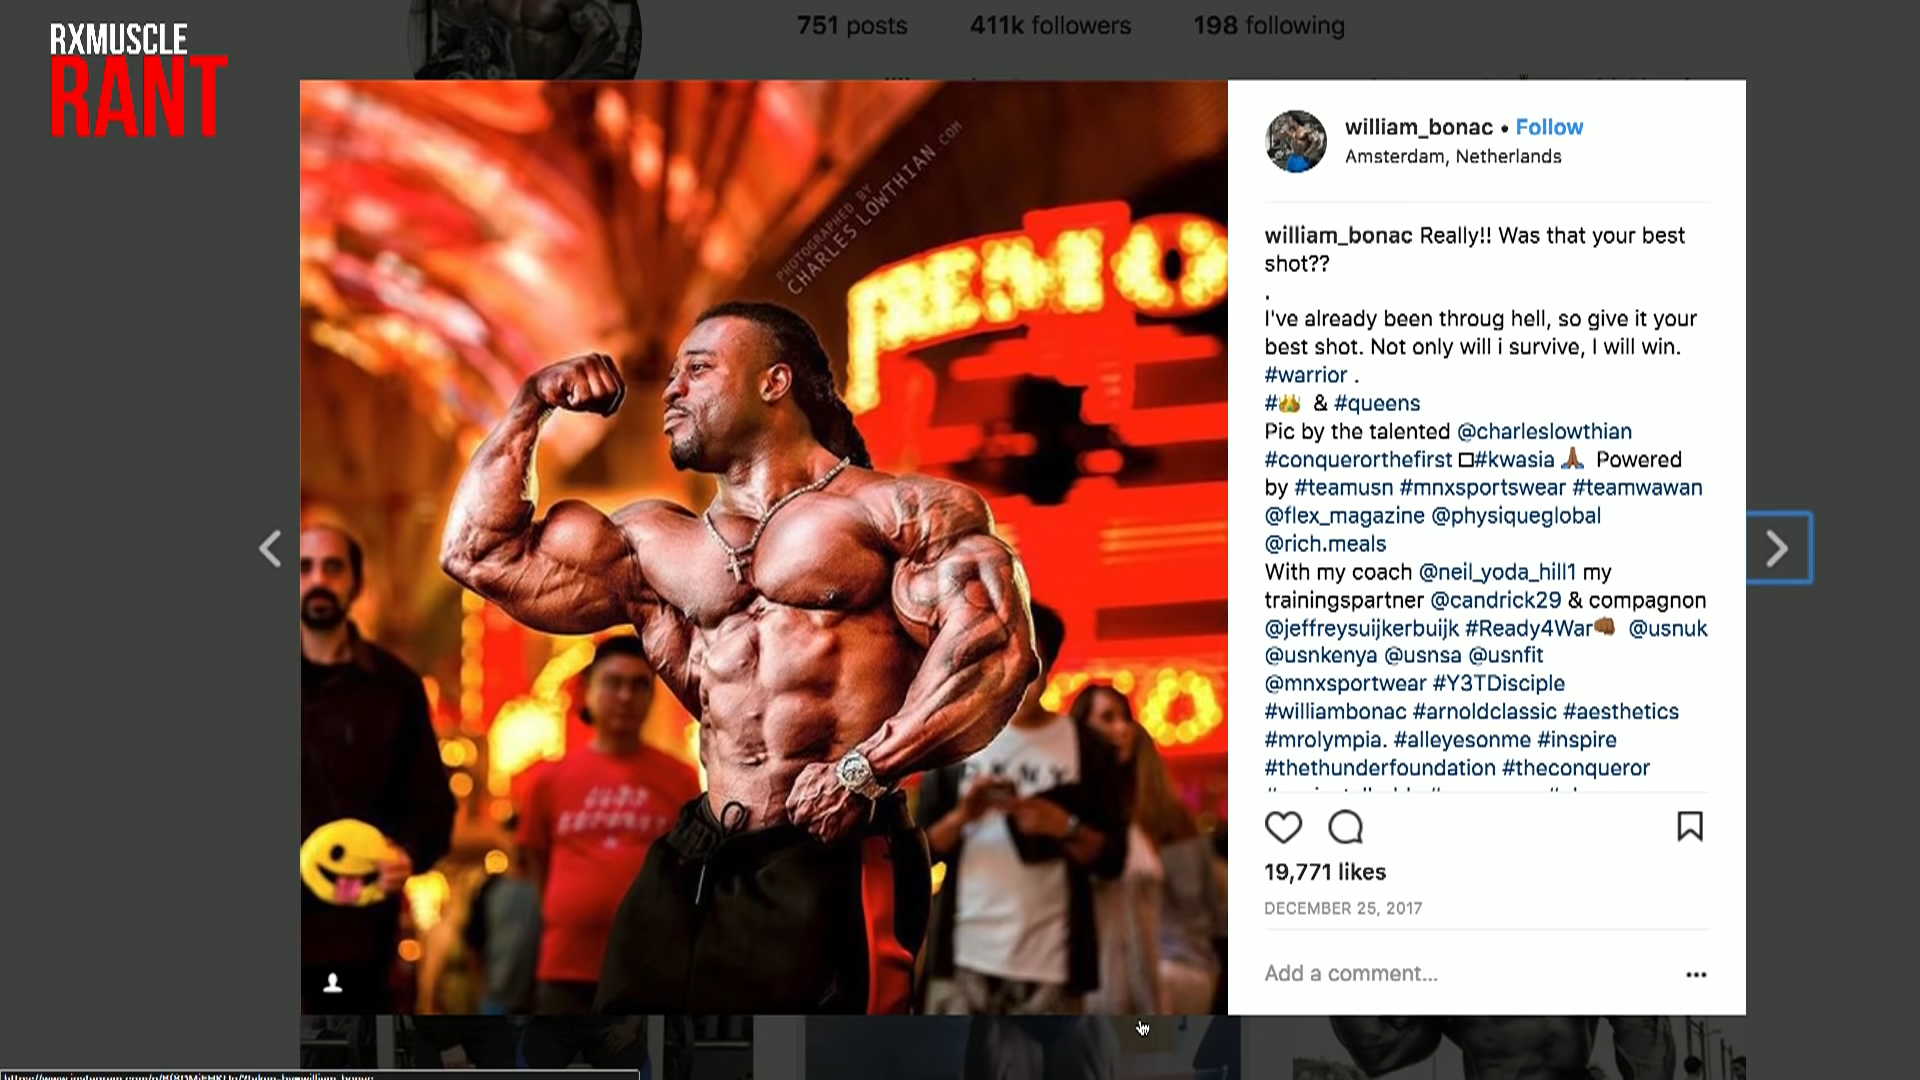 RXMUSCLE
RANT
751 posts 411k followers 198 following
PHOTOGRAPHED BY
CHARLES LOWTHIAN.COM
REMO
DKNY
william_bonac • Follow
Amsterdam, Netherlands
william_bonac Really!! Was that your best
shot??
.
I've already been throug hell, so give it your
best shot. Not only will i survive, I will win.
#warrior .
#👑 & #queens
Pic by the talented @charleslowthian
#conquerorthefirst □#kwasia 🙏🏾 Powered
by #teamusn #mnxsportswear #teamwawan
@flex_magazine @physiqueglobal
@rich.meals
With my coach @neil_yoda_hill1 my
trainingspartner @candrick29 & compagnon
@jeffreysuijkerbuijk #Ready4War👊🏾 @usnuk
@usnkenya @usnsa @usnfit
@mnxsportwear #Y3TDisciple
#williambonac #arnoldclassic #aesthetics
#mrolympia. #alleyesonme #inspire
#thethunderfoundation #theconqueror
19,771 likes
DECEMBER 25, 2017
Add a comment...